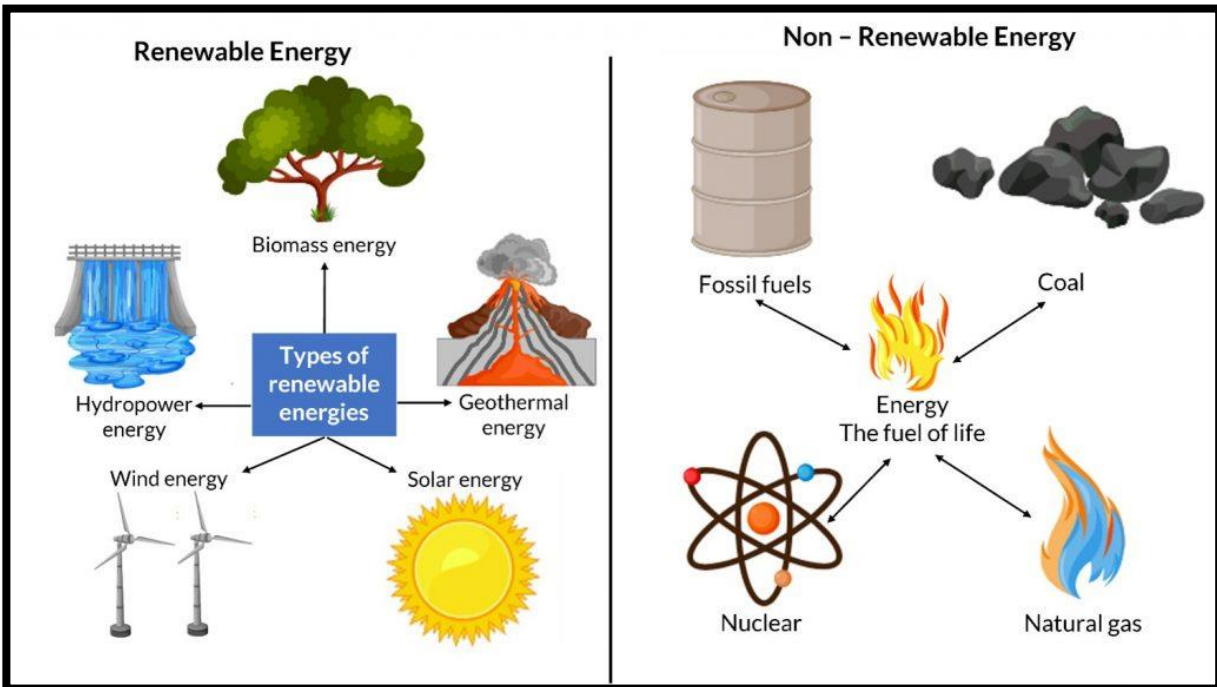 Renewable Energy
Biomass energy
Hydropower
energy
Types of
renewable
energies
Geothermal
energy
Wind energy
Solar energy
Non – Renewable Energy
Fossil fuels
Coal
Energy
The fuel of life
Nuclear
Natural gas